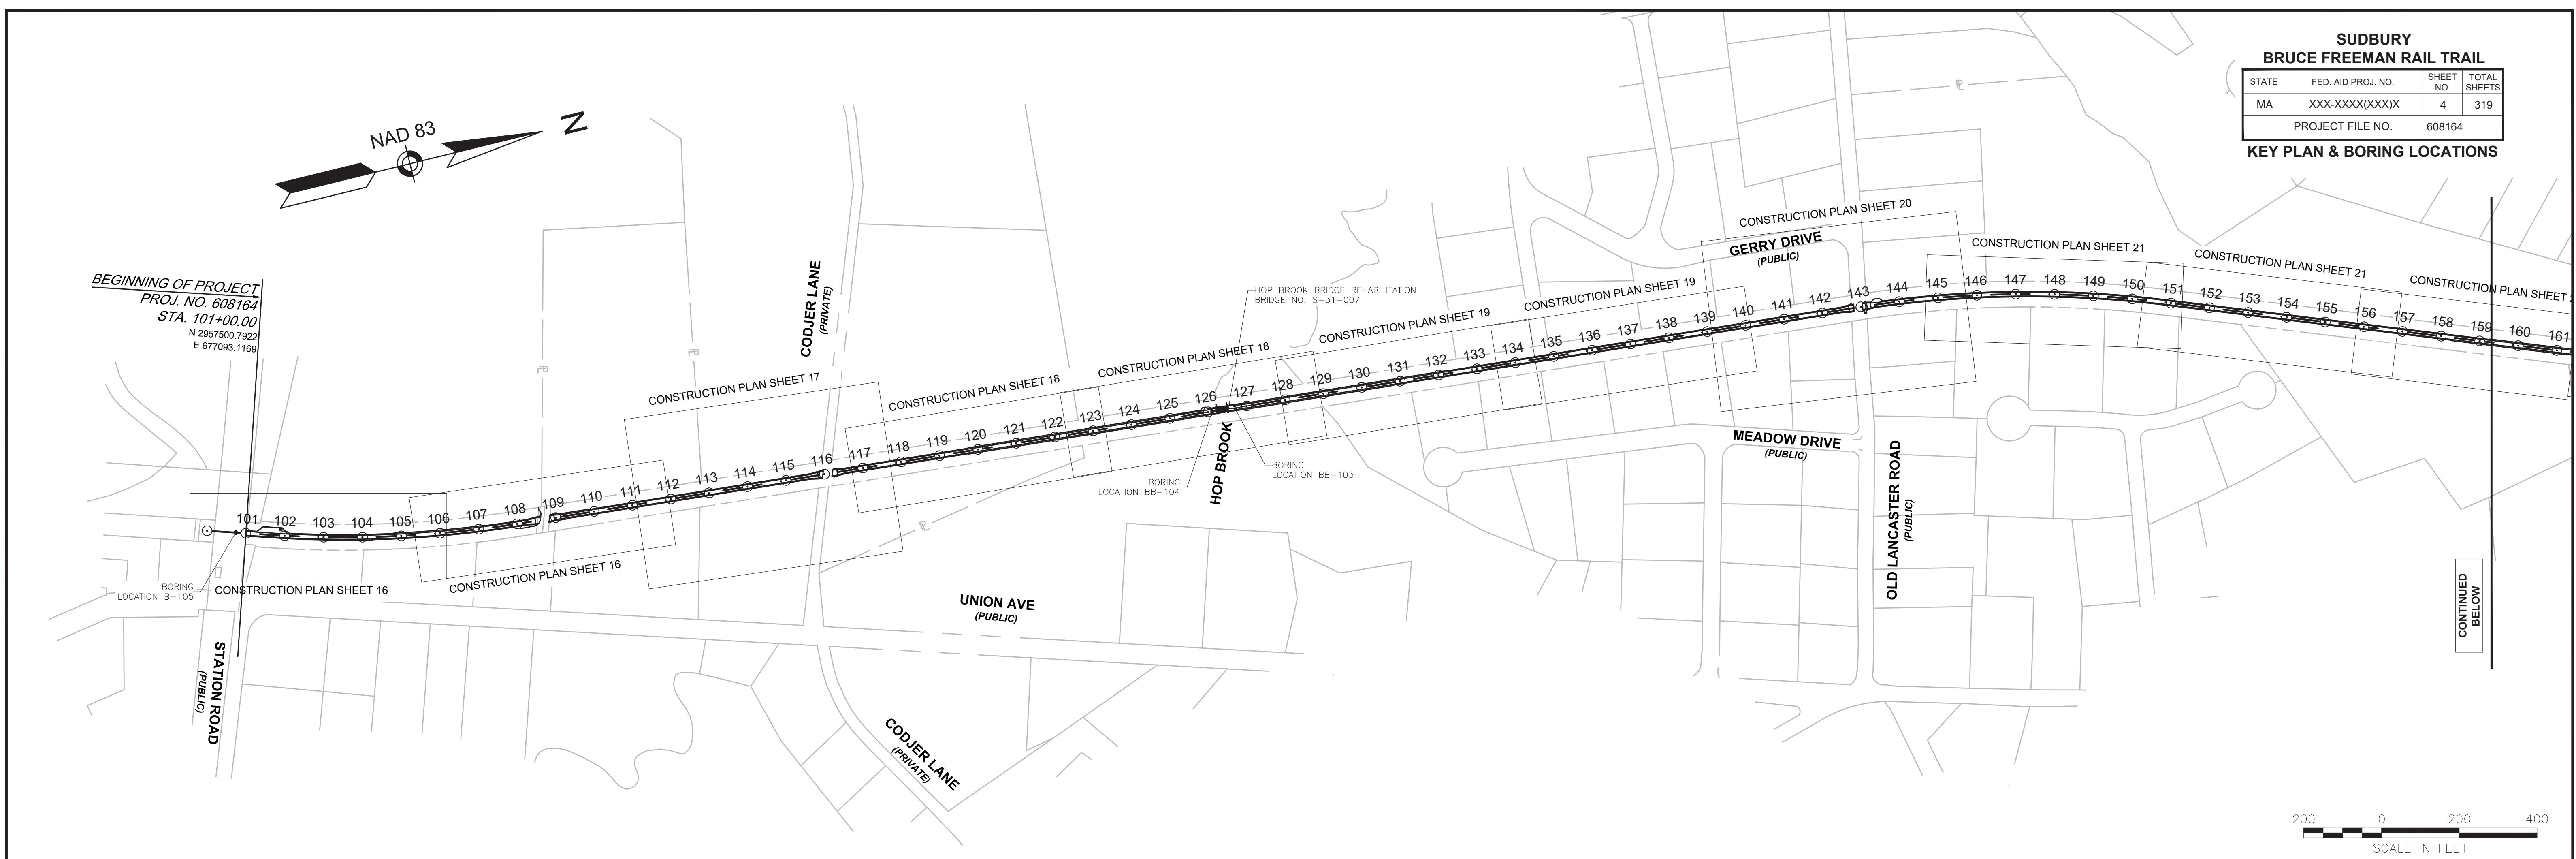 SUDBURY
BRUCE FREEMAN RAIL TRAIL
STATE FED. AID PROJ. NO. SHEET NO. TOTAL SHEETS
MA XXX-XXXX(XXX)X 4 319
PROJECT FILE NO. 608164
KEY PLAN & BORING LOCATIONS
NAD 83
N
BEGINNING OF PROJECT
PROJ. NO. 608164
STA. 101+00.00
N 2957500.7922
E 677093.1169
CODJER LANE
(PRIVATE)
HOP BROOK BRIDGE REHABILITATION
BRIDGE NO. S-31-007
GERRY DRIVE
(PUBLIC)
CONSTRUCTION PLAN SHEET 16
CONSTRUCTION PLAN SHEET 16
CONSTRUCTION PLAN SHEET 17
CONSTRUCTION PLAN SHEET 18
CONSTRUCTION PLAN SHEET 18
CONSTRUCTION PLAN SHEET 19
CONSTRUCTION PLAN SHEET 19
CONSTRUCTION PLAN SHEET 20
CONSTRUCTION PLAN SHEET 21
CONSTRUCTION PLAN SHEET 21
CONSTRUCTION PLAN SHEET
101 102 103 104 105 106 107 108 109 110 111 112 113 114 115 116 117 118 119 120 121 122 123 124 125 126 127 128 129 130 131 132 133 134 135 136 137 138 139 140 141 142 143 144 145 146 147 148 149 150 151 152 153 154 155 156 157 158 159 160 161
BORING
LOCATION B-105
BORING
LOCATION BB-104
HOP BROOK
BORING
LOCATION BB-103
MEADOW DRIVE
(PUBLIC)
OLD LANCASTER ROAD
(PUBLIC)
UNION AVE
(PUBLIC)
STATION ROAD
(PUBLIC)
CODJER LANE
(PRIVATE)
CONTINUED
BELOW
200 0 200 400
SCALE IN FEET